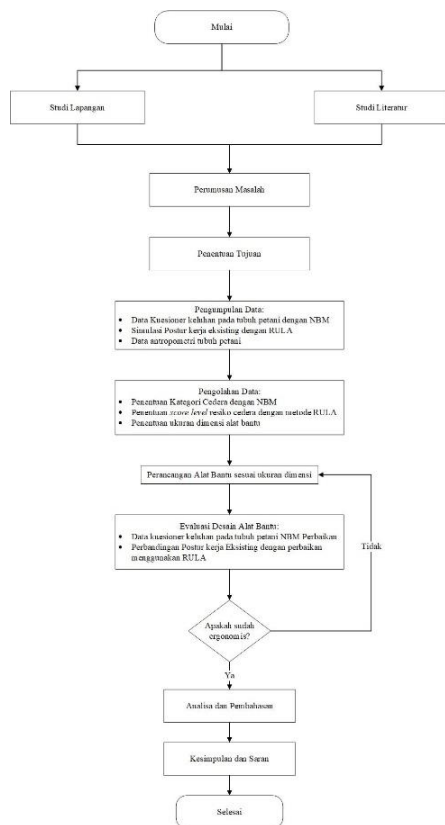 Mulai
Studi Lapangan
Studi Literatur
Perumusan Masalah
Penentuan Tujuan
Pengumpulan Data:
• Data Kuesioner keluhan pada tubuh petani dengan NBM
• Simulasi Postur kerja eksisting dengan RULA
• Data antropometri tubuh petani
Pengolahan Data:
• Penentuan Kategori Cedera dengan NBM
• Penentuan score level resiko cedera dengan metode RULA
• Penentuan ukuran dimensi alat bantu
Perancangan Alat Bantu sesuai ukuran dimensi
Evaluasi Desain Alat Bantu:
• Data kuesioner keluhan pada tubuh petani NBM Perbaikan
• Perbandingan Postur kerja Eksisting dengan perbaikan
menggunakan RULA
Tidak
Apakah sudah
ergonomis?
Ya
Analisa dan Pembahasan
Kesimpulan dan Saran
Selesai